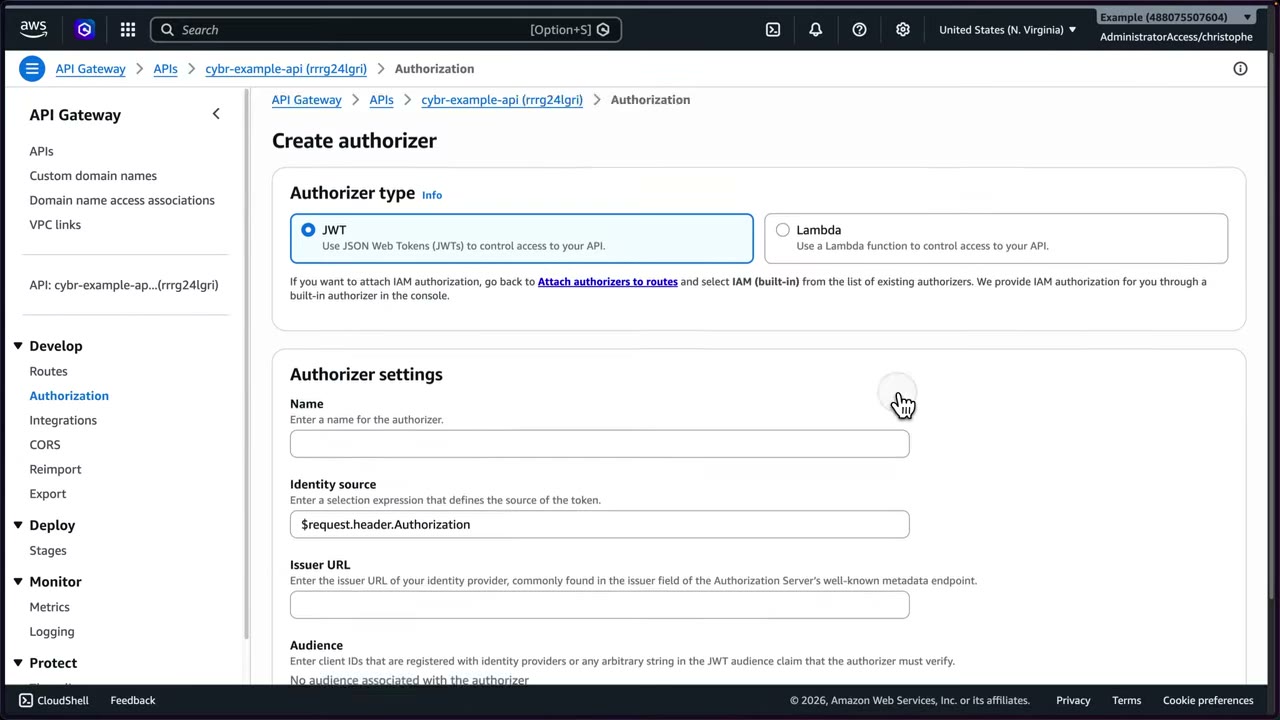 aws
Search
[Option+S]
United States (N. Virginia)
Example (488075507604)
AdministratorAccess/christophe
API Gateway
APIs
cybr-example-api (rrrg24lgri)
Authorization
API Gateway
APIs
Custom domain names
Domain name access associations
VPC links
API: cybr-example-ap...(rrrg24lgri)
Develop
Routes
Authorization
Integrations
CORS
Reimport
Export
Deploy
Stages
Monitor
Metrics
Logging
Protect
API Gateway
APIs
cybr-example-api (rrrg24lgri)
Authorization
Create authorizer
Authorizer type Info
JWT
Use JSON Web Tokens (JWTs) to control access to your API.
Lambda
Use a Lambda function to control access to your API.
If you want to attach IAM authorization, go back to Attach authorizers to routes and select IAM (built-in) from the list of existing authorizers. We provide IAM authorization for you through a
built-in authorizer in the console.
Authorizer settings
Name
Enter a name for the authorizer.
Identity source
Enter a selection expression that defines the source of the token.
$request.header.Authorization
Issuer URL
Enter the issuer URL of your identity provider, commonly found in the issuer field of the Authorization Server's well-known metadata endpoint.
Audience
Enter client IDs that are registered with identity providers or any arbitrary string in the JWT audience claim that the authorizer must verify.
No audience associated with the authorizer
CloudShell
Feedback
© 2026, Amazon Web Services, Inc. or its affiliates.
Privacy
Terms
Cookie preferences